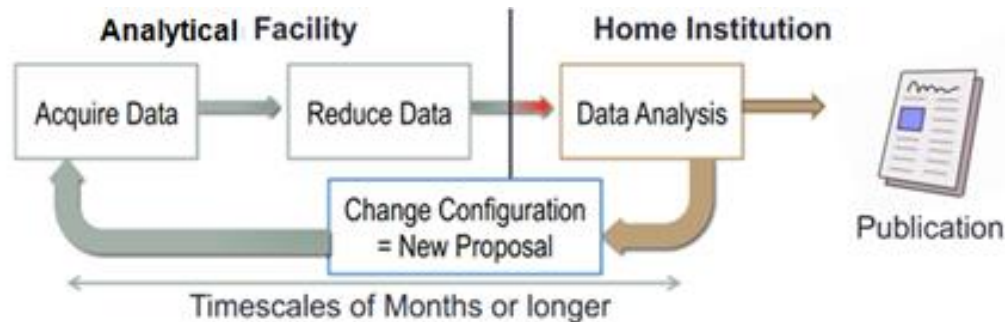 Analytical Facility
Home Institution
Acquire Data
Reduce Data
Data Analysis
Change Configuration
= New Proposal
Publication
Timescales of Months or longer